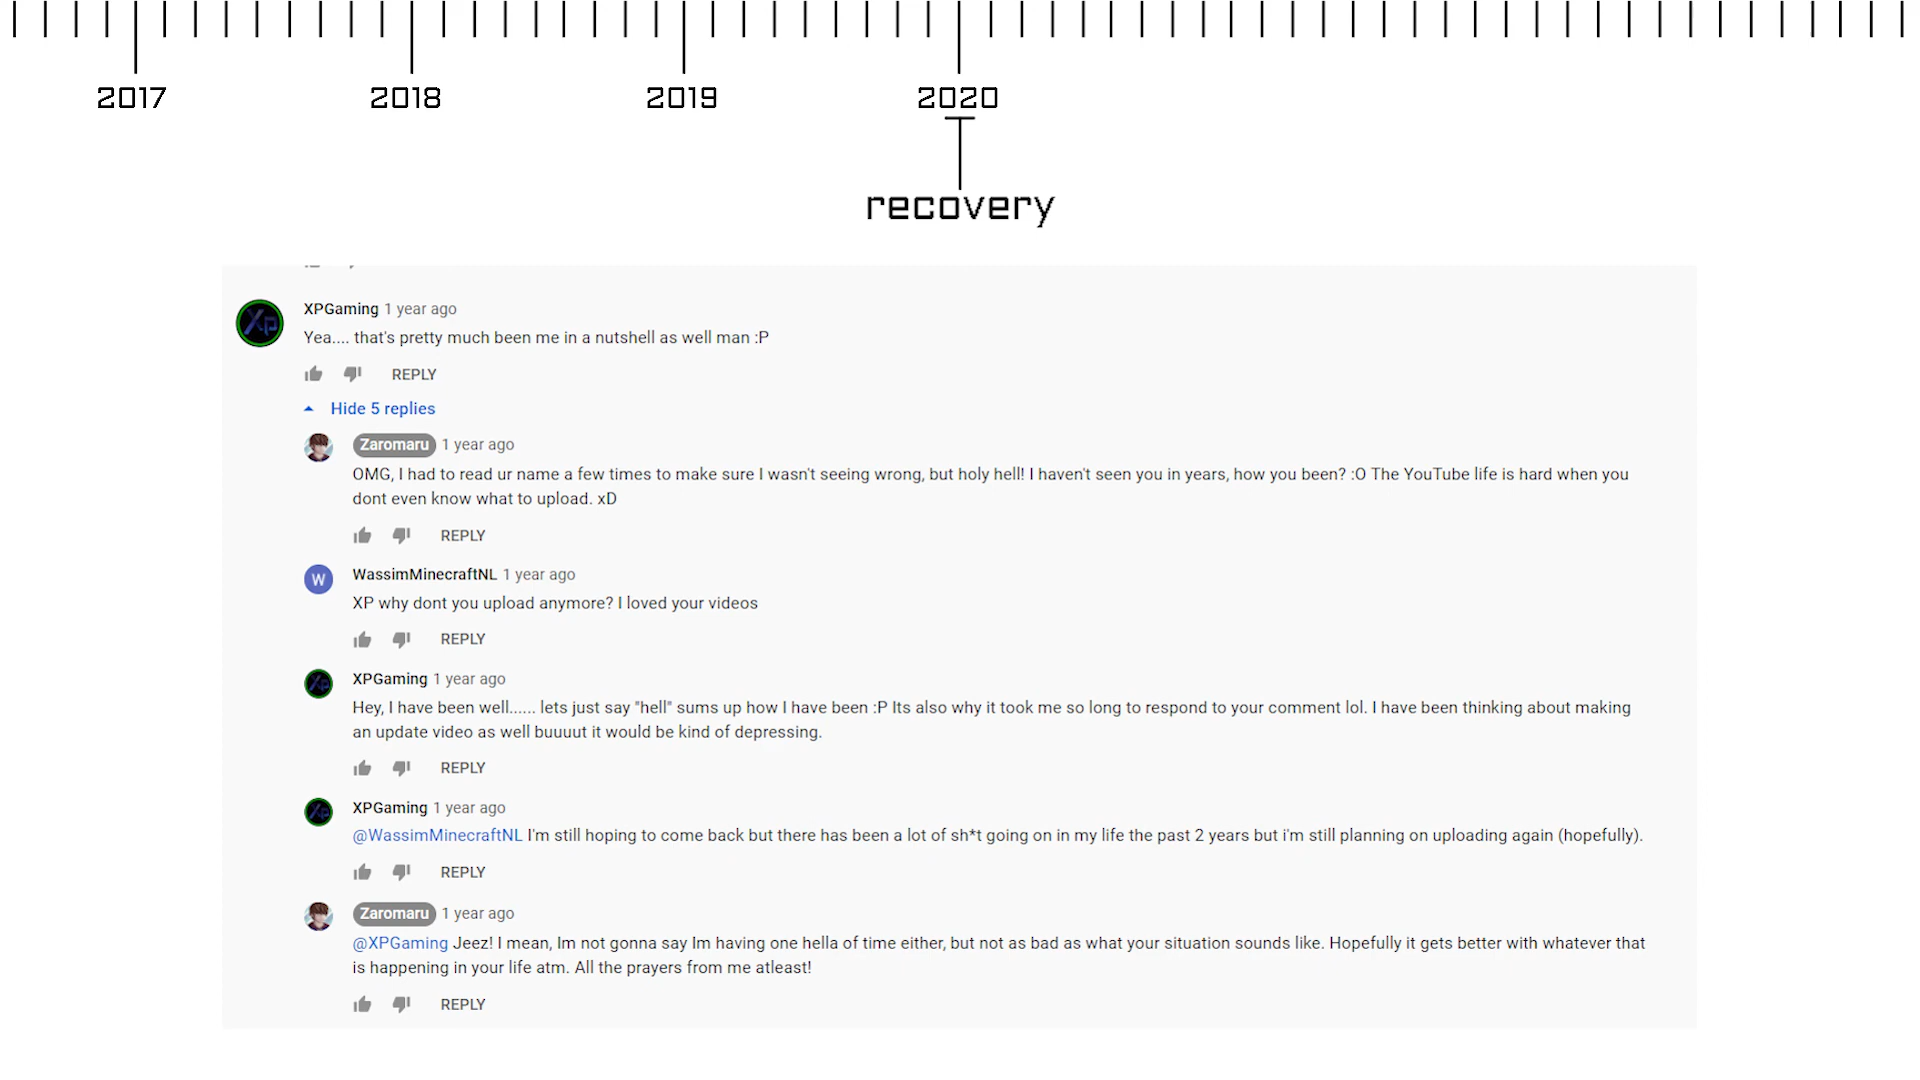 2017 2018 2019 2020
recovery
XPGaming 1 year ago
Yea.... that's pretty much been me in a nutshell as well man :P
REPLY
Hide 5 replies
Zaromaru 1 year ago
OMG, I had to read ur name a few times to make sure I wasn't seeing wrong, but holy hell! I haven't seen you in years, how you been? :O The YouTube life is hard when you
dont even know what to upload. xD
REPLY
W
WassimMinecraftNL 1 year ago
XP why dont you upload anymore? I loved your videos
REPLY
XPGaming 1 year ago
Hey, I have been well...... lets just say "hell" sums up how I have been :P Its also why it took me so long to respond to your comment lol. I have been thinking about making
an update video as well buuuut it would be kind of depressing.
REPLY
XPGaming 1 year ago
@WassimMinecraftNL I'm still hoping to come back but there has been a lot of sh*t going on in my life the past 2 years but i'm still planning on uploading again (hopefully).
REPLY
Zaromaru 1 year ago
@XPGaming Jeez! I mean, Im not gonna say Im having one hella of time either, but not as bad as what your situation sounds like. Hopefully it gets better with whatever that
is happening in your life atm. All the prayers from me atleast!
REPLY